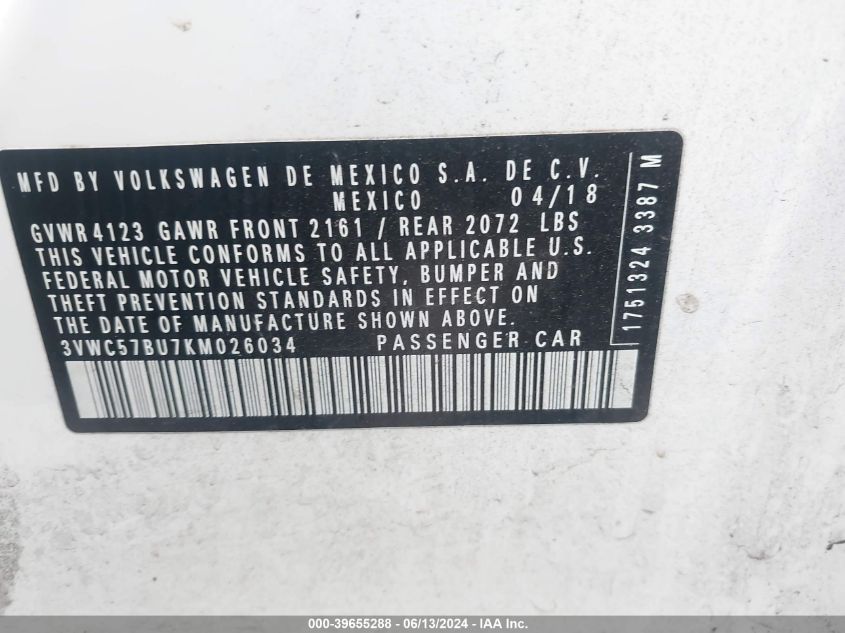 MFD BY VOLKSWAGEN DE MEXICO S.A. DE C.V.
MEXICO 04/18
GVWR 4123 GAWR FRONT 2161 / REAR 2072 LBS
THIS VEHICLE CONFORMS TO ALL APPLICABLE U.S.
FEDERAL MOTOR VEHICLE SAFETY, BUMPER AND
THEFT PREVENTION STANDARDS IN EFFECT ON
THE DATE OF MANUFACTURE SHOWN ABOVE.
3VWC57BU7KM026034 PASSENGER CAR
1751324 3387 M
000-39655288 - 06/13/2024 - IAA Inc.